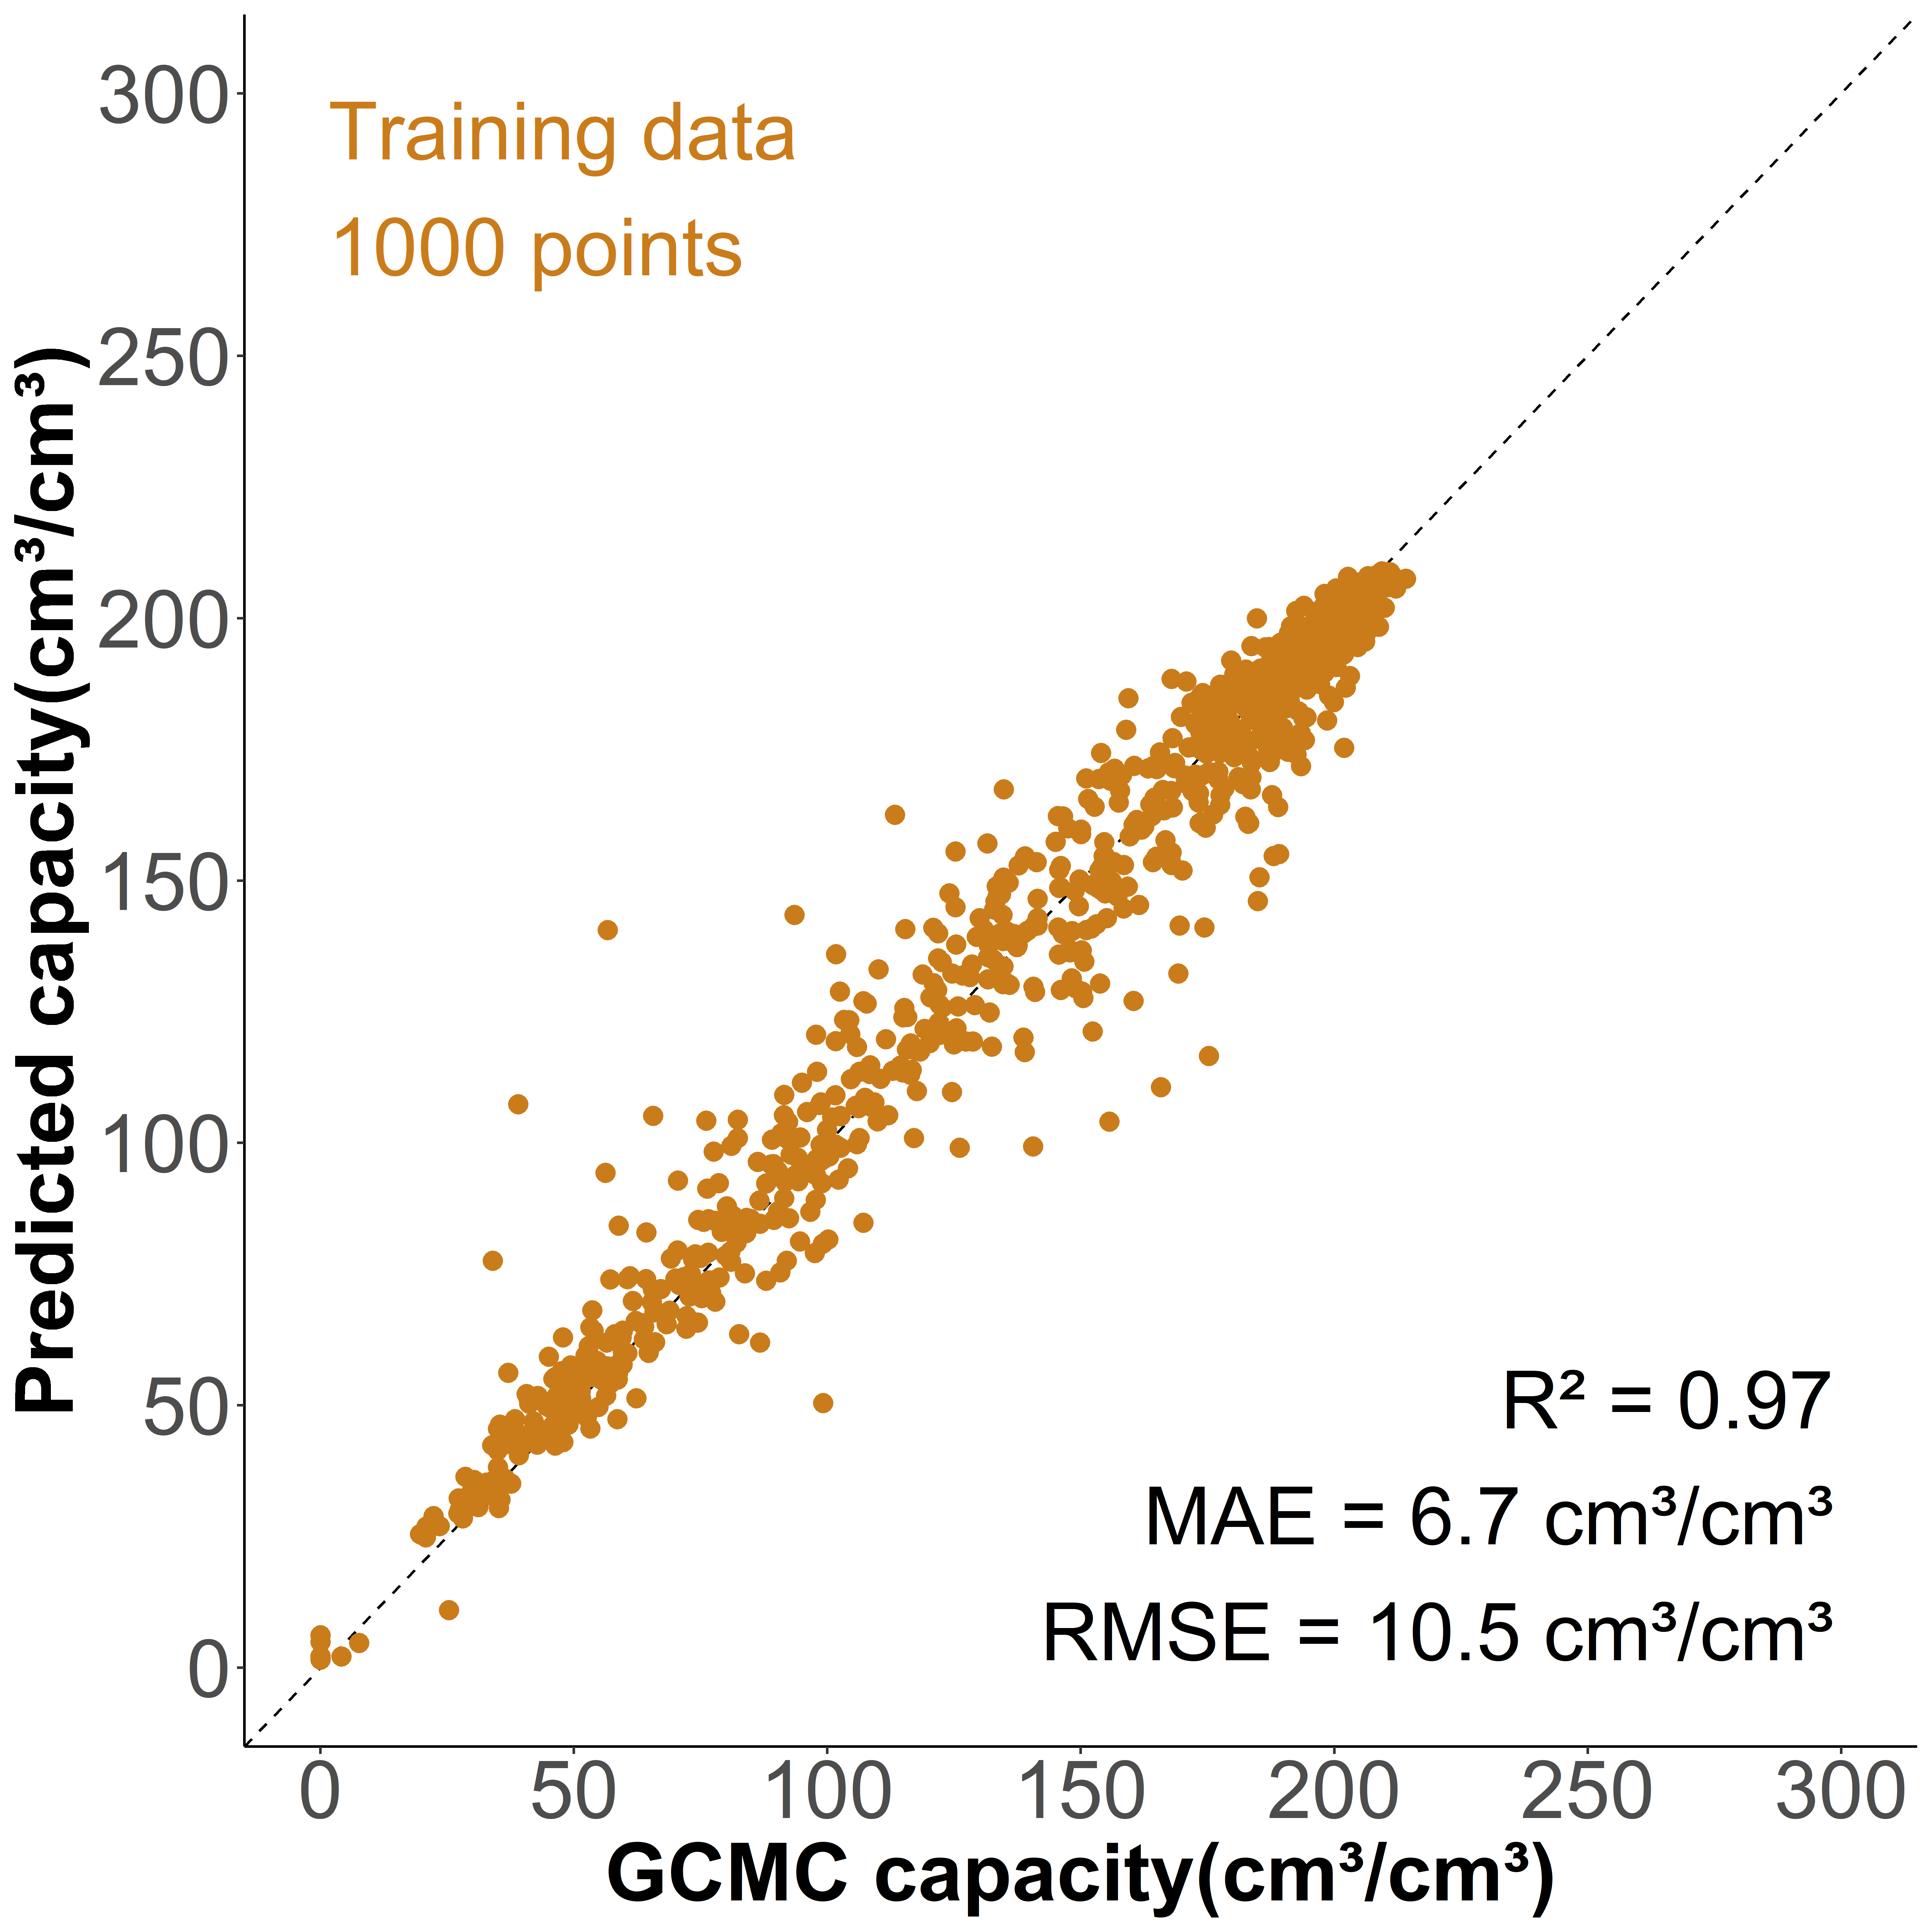 Predicted capacity(cm³/cm³)
300
250
200
150
100
50
0
Training data
1000 points
R² = 0.97
MAE = 6.7 cm³/cm³
RMSE = 10.5 cm³/cm³
0 50 100 150 200 250 300
GCMC capacity(cm³/cm³)